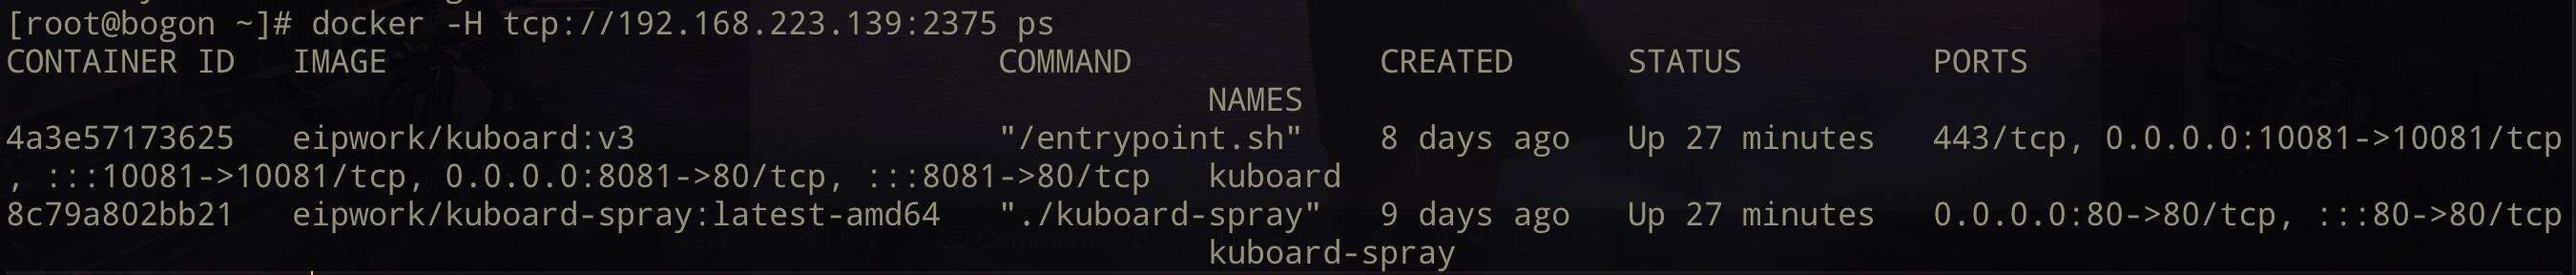 [root@bogon ~]# docker -H tcp://192.168.223.139:2375 ps
CONTAINER ID   IMAGE                                COMMAND             CREATED      STATUS          PORTS
                                                               NAMES
4a3e57173625   eipwork/kuboard:v3                   "/entrypoint.sh"    8 days ago   Up 27 minutes   443/tcp, 0.0.0.0:10081->10081/tcp
, :::10081->10081/tcp, 0.0.0.0:8081->80/tcp, :::8081->80/tcp   kuboard
8c79a802bb21   eipwork/kuboard-spray:latest-amd64   "./kuboard-spray"   9 days ago   Up 27 minutes   0.0.0.0:80->80/tcp, :::80->80/tcp
                                                               kuboard-spray